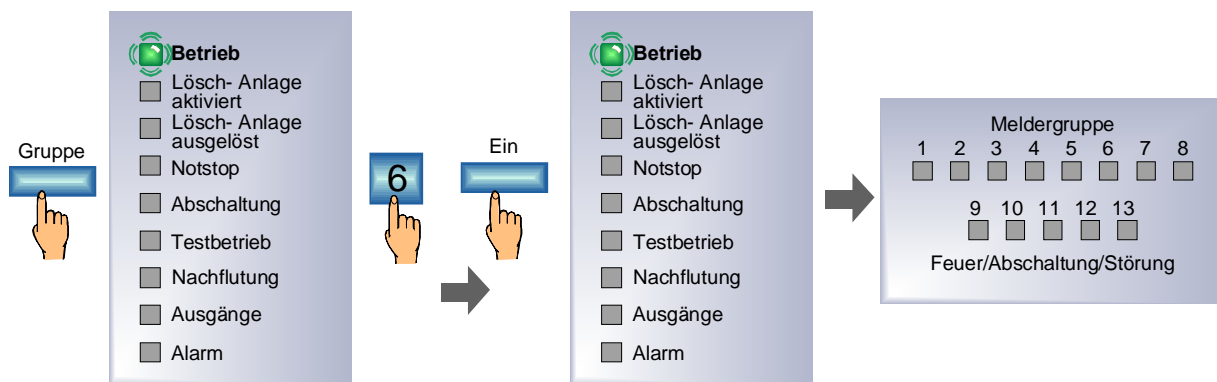 Gruppe
Betrieb
Lösch- Anlage
aktiviert
Lösch- Anlage
ausgelöst
Notstop
Abschaltung
Testbetrieb
Nachflutung
Ausgänge
Alarm
6
Ein
Betrieb
Lösch- Anlage
aktiviert
Lösch- Anlage
ausgelöst
Notstop
Abschaltung
Testbetrieb
Nachflutung
Ausgänge
Alarm
Meldergruppe
1 2 3 4 5 6 7 8
9 10 11 12 13
Feuer/Abschaltung/Störung